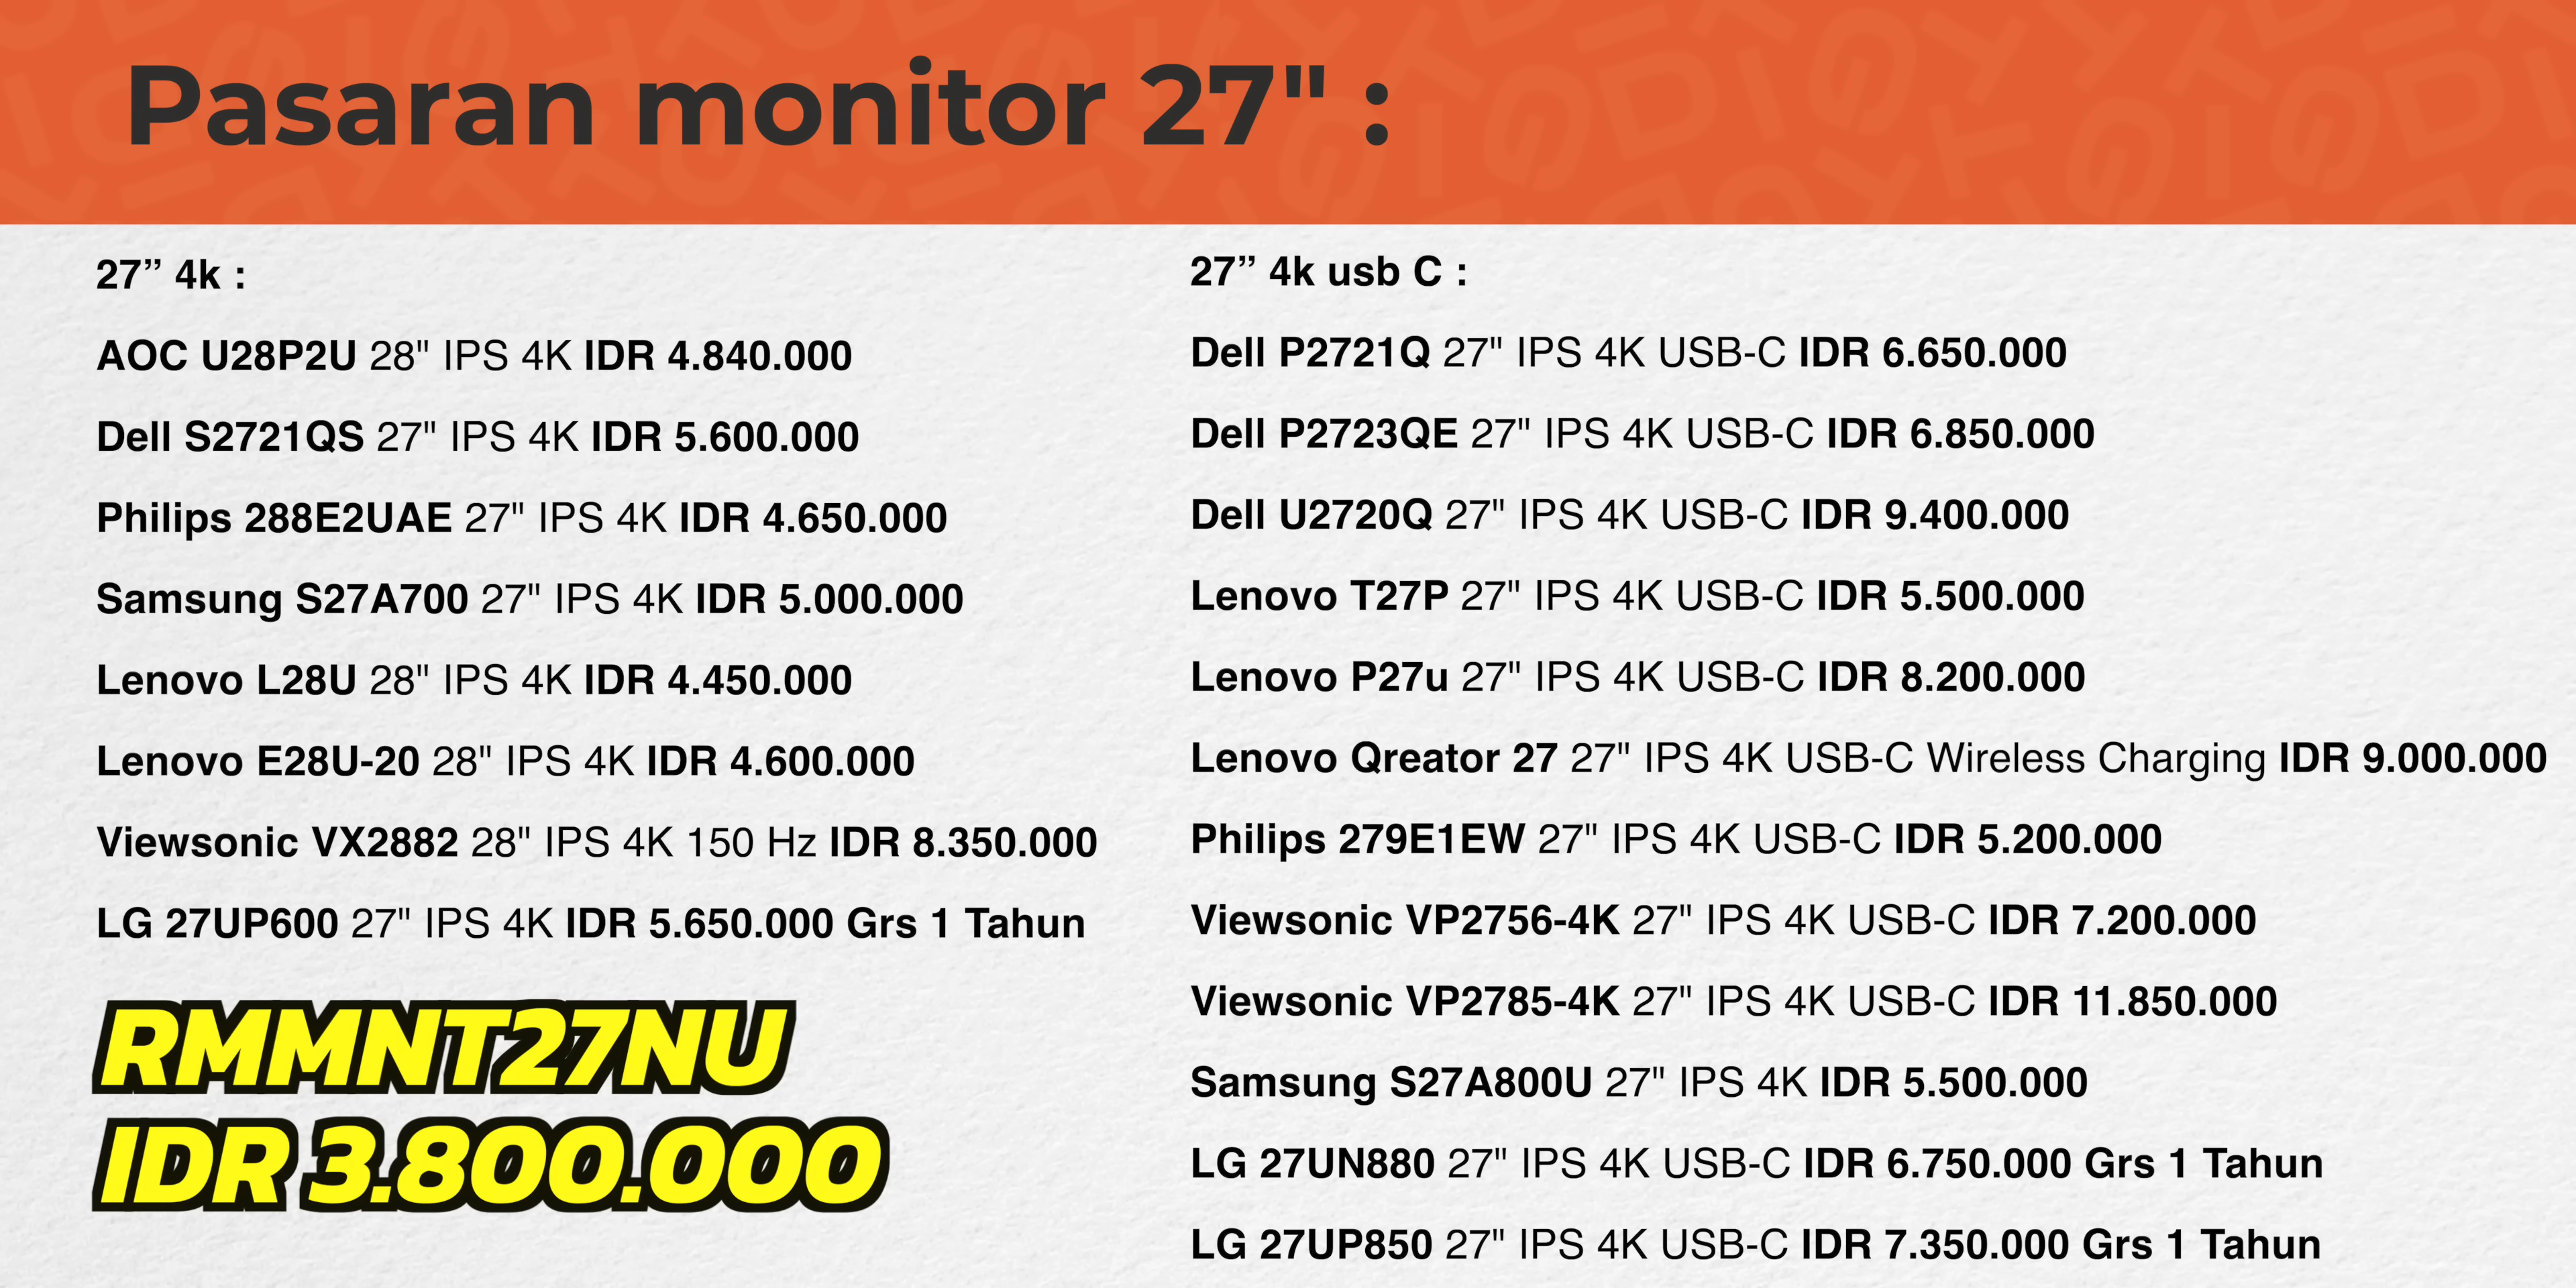 Pasaran monitor 27" :
27” 4k :
AOC U28P2U 28" IPS 4K IDR 4.840.000
Dell S2721QS 27" IPS 4K IDR 5.600.000
Philips 288E2UAE 27" IPS 4K IDR 4.650.000
Samsung S27A700 27" IPS 4K IDR 5.000.000
Lenovo L28U 28" IPS 4K IDR 4.450.000
Lenovo E28U-20 28" IPS 4K IDR 4.600.000
Viewsonic VX2882 28" IPS 4K 150 Hz IDR 8.350.000
LG 27UP600 27" IPS 4K IDR 5.650.000 Grs 1 Tahun
RMMNT27NU
IDR 3.800.000
27” 4k usb C :
Dell P2721Q 27" IPS 4K USB-C IDR 6.650.000
Dell P2723QE 27" IPS 4K USB-C IDR 6.850.000
Dell U2720Q 27" IPS 4K USB-C IDR 9.400.000
Lenovo T27P 27" IPS 4K USB-C IDR 5.500.000
Lenovo P27u 27" IPS 4K USB-C IDR 8.200.000
Lenovo Qreator 27 27" IPS 4K USB-C Wireless Charging IDR 9.000.000
Philips 279E1EW 27" IPS 4K USB-C IDR 5.200.000
Viewsonic VP2756-4K 27" IPS 4K USB-C IDR 7.200.000
Viewsonic VP2785-4K 27" IPS 4K USB-C IDR 11.850.000
Samsung S27A800U 27" IPS 4K IDR 5.500.000
LG 27UN880 27" IPS 4K USB-C IDR 6.750.000 Grs 1 Tahun
LG 27UP850 27" IPS 4K USB-C IDR 7.350.000 Grs 1 Tahun